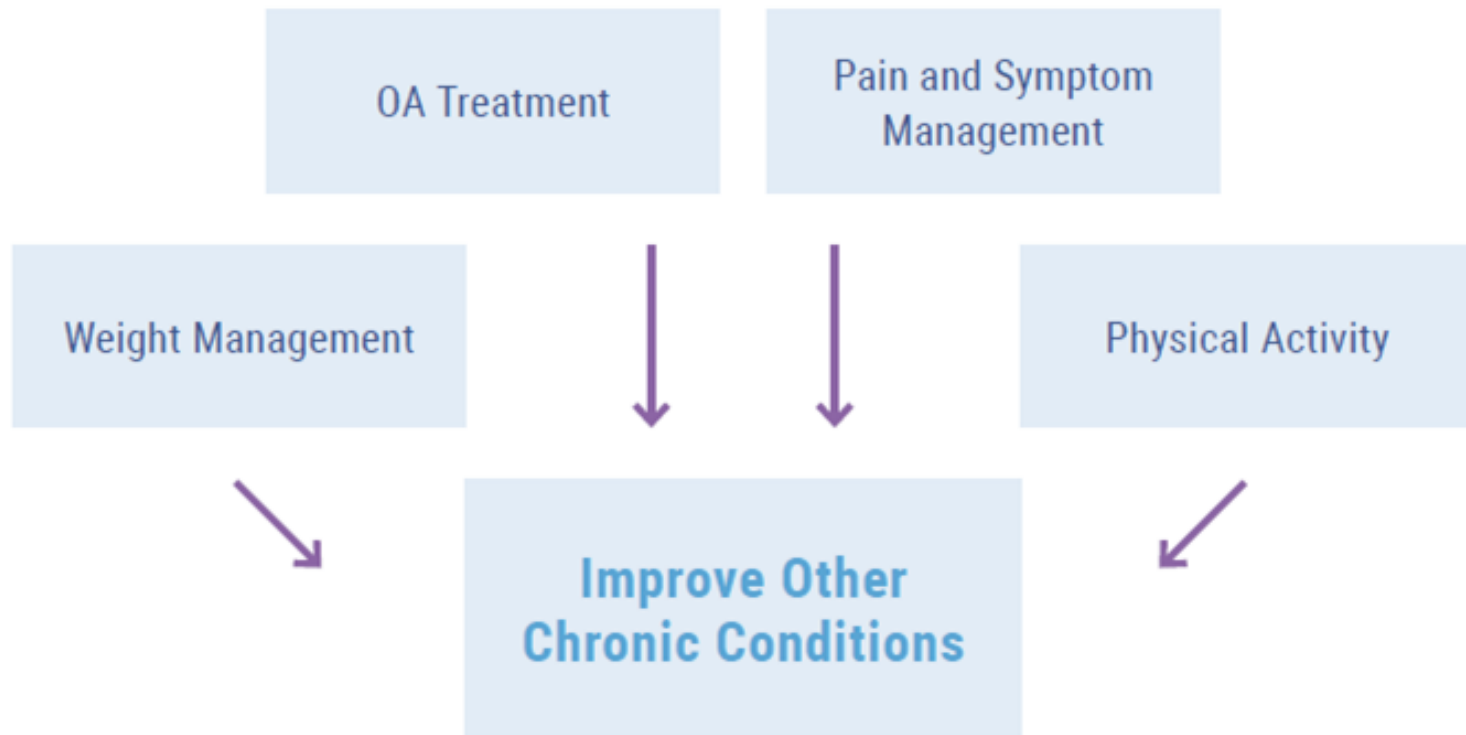 OA Treatment
Pain and Symptom
Management
Weight Management
Physical Activity
Improve Other
Chronic Conditions